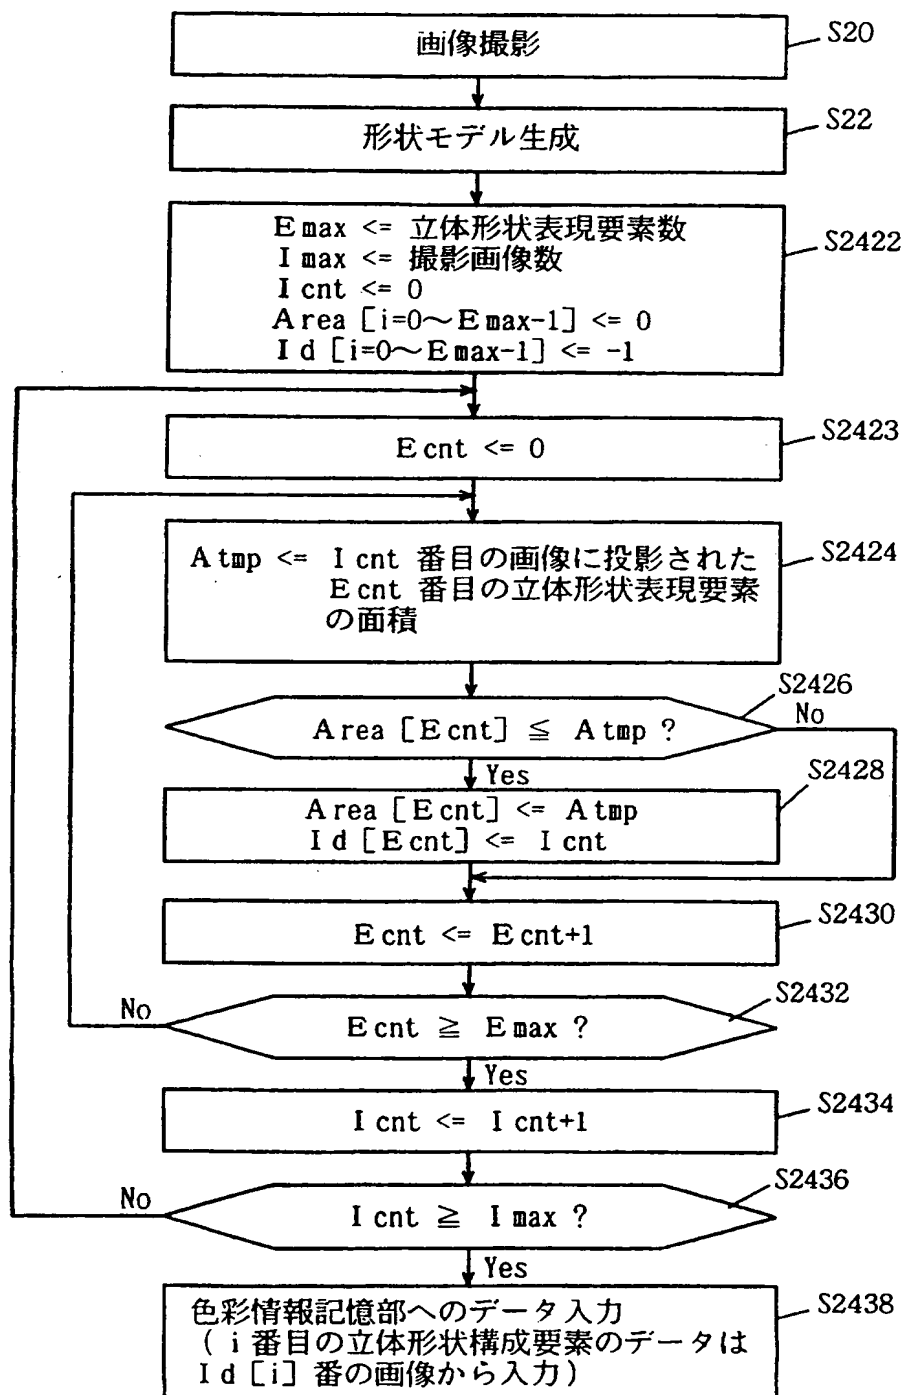 画像撮影
S20
形状モデル生成
S22
Emax <= 立体形状表現要素数
Imax <= 撮影画像数
Icnt <= 0
Area [i=0～Emax-1] <= 0
Id [i=0～Emax-1] <= -1
S2422
Ecnt <= 0
S2423
Atmp <= Icnt 番目の画像に投影された
Ecnt 番目の立体形状表現要素
の面積
S2424
Area [Ecnt] ≦ Atmp ?
S2426
No
Yes
Area [Ecnt] <= Atmp
Id [Ecnt] <= Icnt
S2428
Ecnt <= Ecnt+1
S2430
Ecnt ≧ Emax ?
S2432
No
Yes
Icnt <= Icnt+1
S2434
Icnt ≧ Imax ?
S2436
No
Yes
色彩情報記憶部へのデータ入力
( i 番目の立体形状構成要素のデータは
Id [i] 番の画像から入力)
S2438